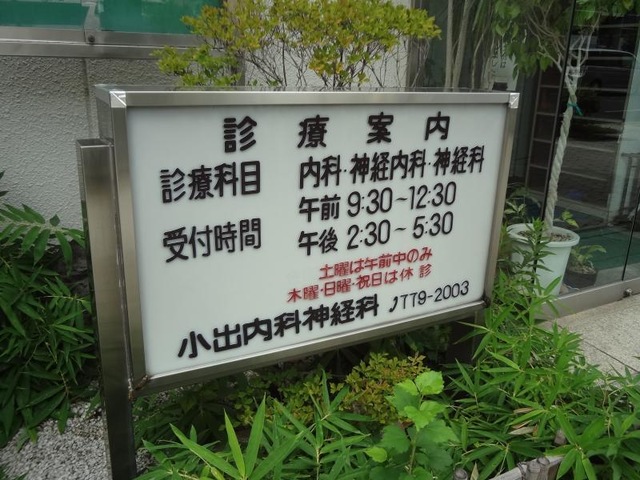 診療案内
診療科目 内科・神経内科・神経科
受付時間 午前 9:30～12:30
午後 2:30～5:30
土曜は午前中のみ
木曜・日曜・祝日は休診
小出内科神経科 ♪779-2003